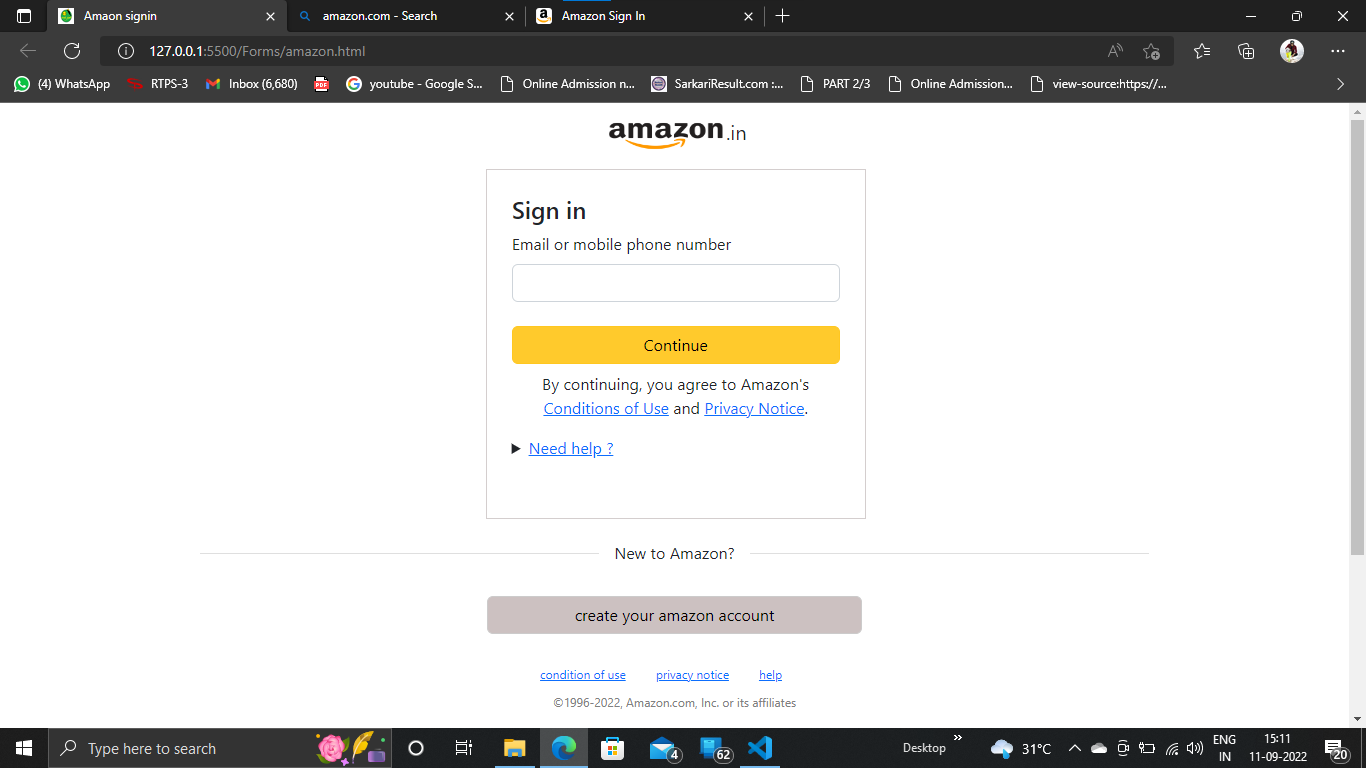 Amaon signin
amazon.com - Search
Amazon Sign In
127.0.0.1:5500/Forms/amazon.html
(4) WhatsApp
RTPS-3
Inbox (6,680)
PDF
youtube - Google S...
Online Admission n...
SarkariResult.com :...
PART 2/3
Online Admission...
view-source:https://...
amazon.in
Sign in
Email or mobile phone number
Continue
By continuing, you agree to Amazon's
Conditions of Use and Privacy Notice.
Need help ?
New to Amazon?
create your amazon account
condition of use privacy notice help
©1996-2022, Amazon.com, Inc. or its affiliates
Type here to search
4
62
Desktop
31°C
ENG
IN
15:11
11-09-2022
20